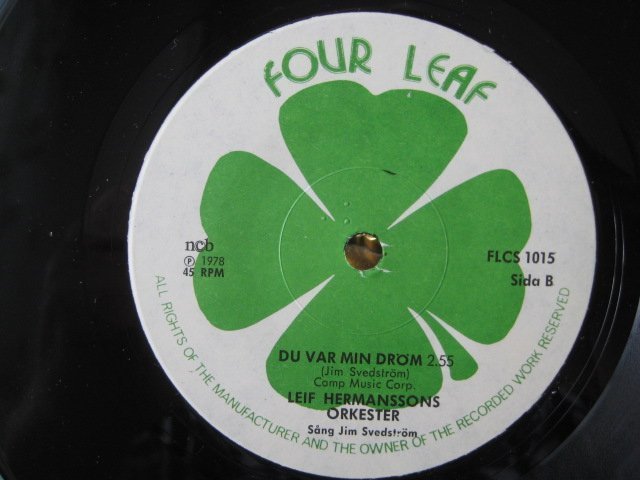 FOUR LEAF
ncb
℗ 1978
45 RPM
FLCS 1015
Sida B
DU VAR MIN DRÖM 2.55
(Jim Svedström)
Comp Music Corp.
LEIF HERMANSSONS
ORKESTER
Sång Jim Svedström
ALL RIGHTS OF THE MANUFACTURER AND THE OWNER OF THE RECORDED WORK RESERVED